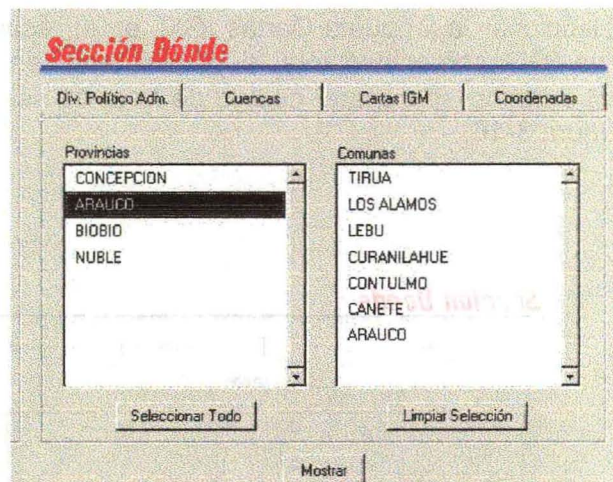 Sección Dónde
Div. Político Adm. Cuencas Cartas IGM Coordenadas
Provincias
CONCEPCION
ARAUCO
BIOBIO
NUBLE
Comunas
TIRUA
LOS ALAMOS
LEBU
CURANILAHUE
CONTULMO
CANETE
ARAUCO
Seleccionar Todo Limpiar Selección
Mostrar